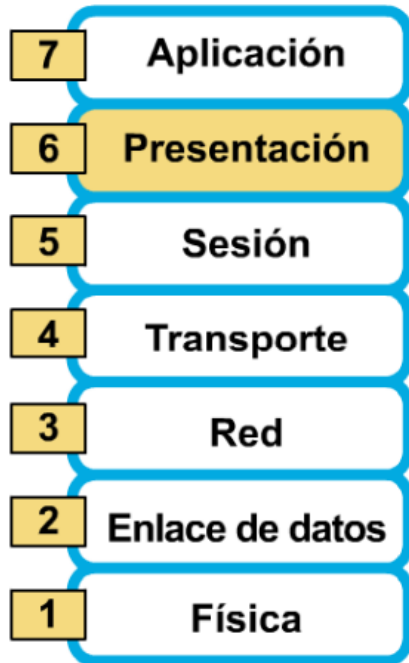 7 Aplicación
6 Presentación
5 Sesión
4 Transporte
3 Red
2 Enlace de datos
1 Física